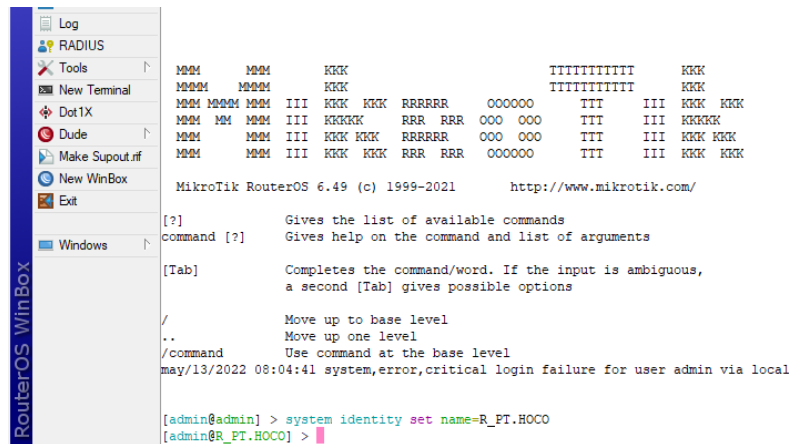 Log
RADIUS
Tools
New Terminal
Dot1X
Dude
Make Supout.rif
New WinBox
Exit
Windows
RouterOS WinBox
MMM      MMM       KKK                          TTTTTTTTTTT      KKK
MMMM    MMMM       KKK                          TTTTTTTTTTT      KKK
MMM MMMM MMM  III  KKK  KKK  RRRRRR     OOOOOO      TTT     III  KKK  KKK
MMM  MM  MMM  III  KKKKK     RRR  RRR  OOO  OOO     TTT     III  KKKKK
MMM      MMM  III  KKK KKK   RRRRRR    OOO  OOO     TTT     III  KKK KKK
MMM      MMM  III  KKK  KKK  RRR  RRR   OOOOOO      TTT     III  KKK  KKK
MikroTik RouterOS 6.49 (c) 1999-2021       http://www.mikrotik.com/
[?]             Gives the list of available commands
command [?]     Gives help on the command and list of arguments
[Tab]           Completes the command/word. If the input is ambiguous,
a second [Tab] gives possible options
/               Move up to base level
..              Move up one level
/command        Use command at the base level
may/13/2022 08:04:41 system,error,critical login failure for user admin via local
[admin@admin] > system identity set name=R_PT.HOCO
[admin@R_PT.HOCO] >